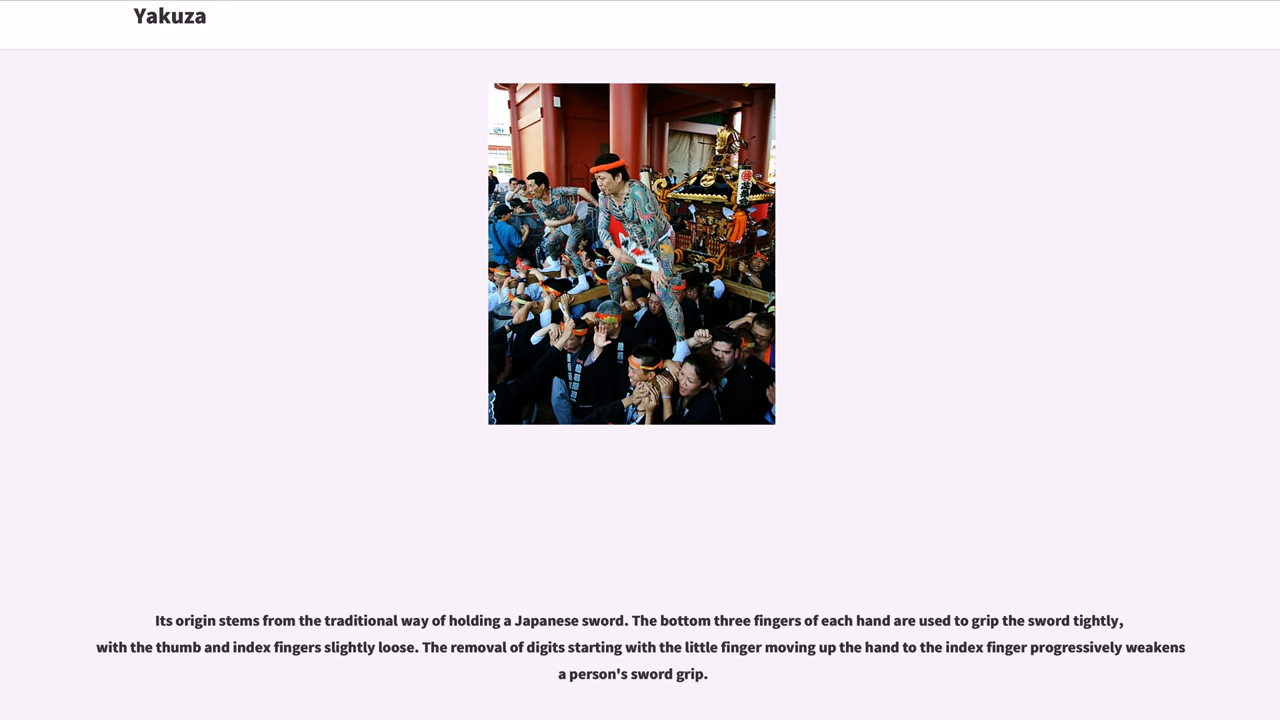 Yakuza
Its origin stems from the traditional way of holding a Japanese sword. The bottom three fingers of each hand are used to grip the sword tightly,
with the thumb and index fingers slightly loose. The removal of digits starting with the little finger moving up the hand to the index finger progressively weakens
a person's sword grip.